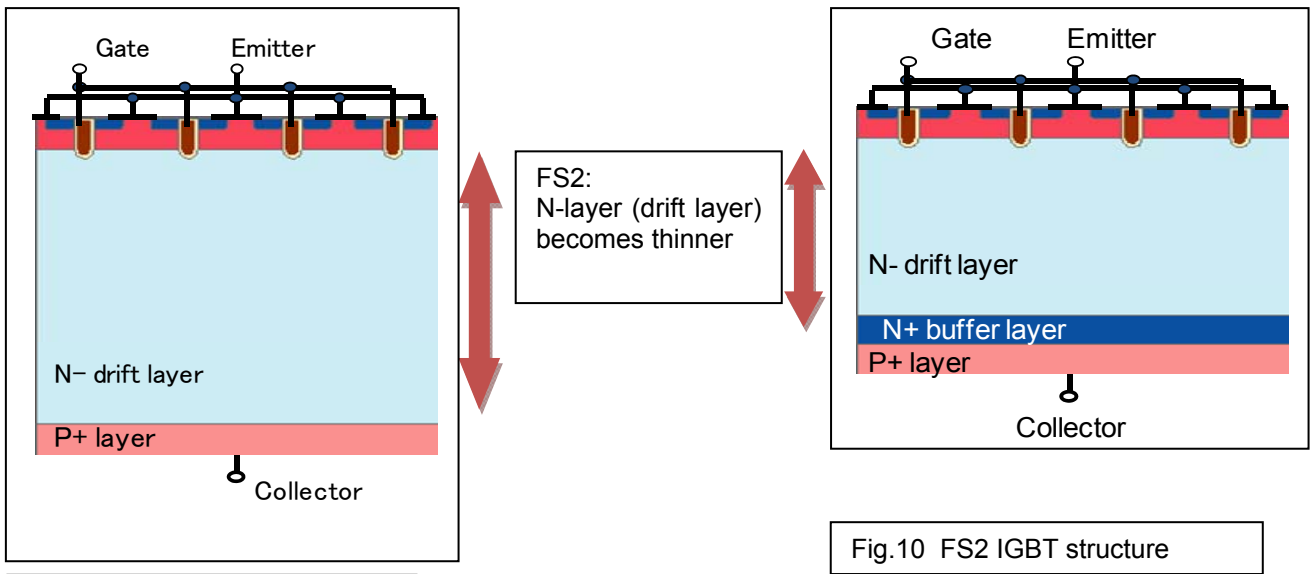 Gate Emitter
N− drift layer
P+ layer
Collector
FS2:
N-layer (drift layer)
becomes thinner
Gate Emitter
N- drift layer
N+ buffer layer
P+ layer
Collector
Fig.10 FS2 IGBT structure